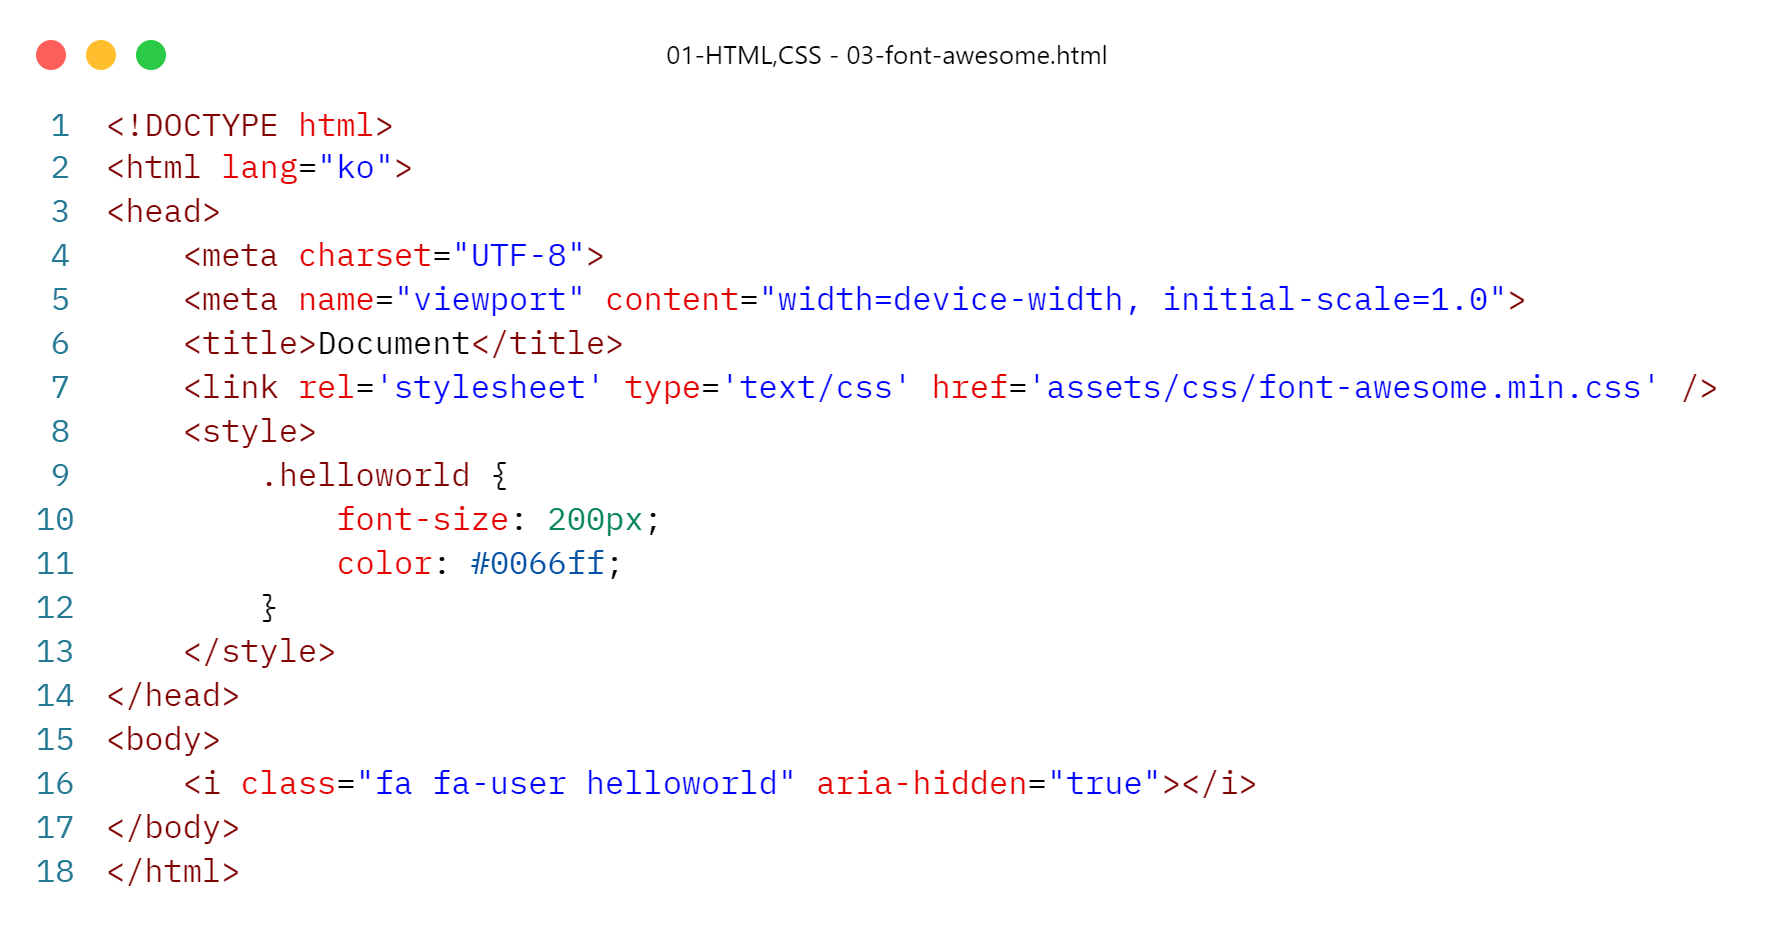 01-HTML,CSS - 03-font-awesome.html
1 <!DOCTYPE html>
2 <html lang="ko">
3 <head>
4     <meta charset="UTF-8">
5     <meta name="viewport" content="width=device-width, initial-scale=1.0">
6     <title>Document</title>
7     <link rel='stylesheet' type='text/css' href='assets/css/font-awesome.min.css' />
8     <style>
9         .helloworld {
10             font-size: 200px;
11             color: #0066ff;
12         }
13     </style>
14 </head>
15 <body>
16     <i class="fa fa-user helloworld" aria-hidden="true"></i>
17 </body>
18 </html>